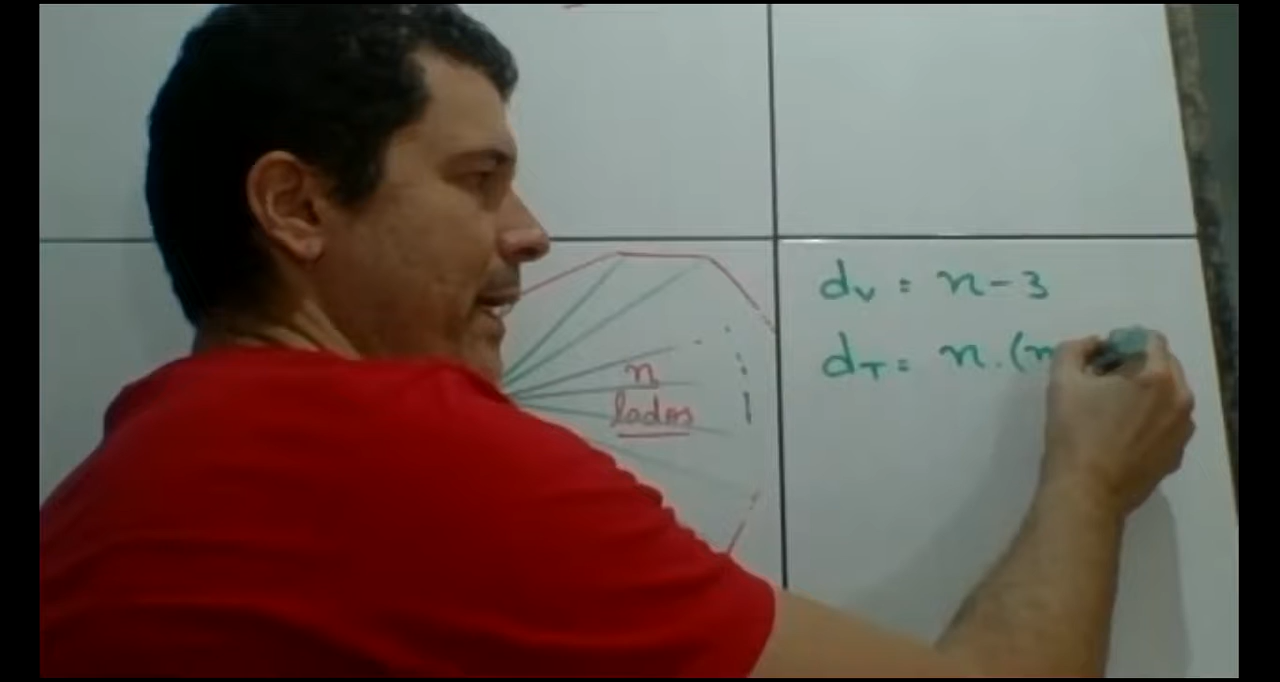 n
lados
dv = n - 3
dT = n . (n